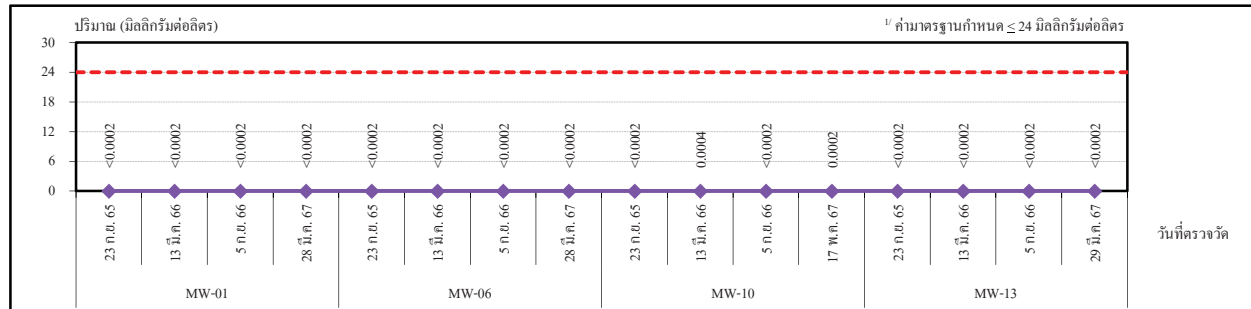 ปริมาณ (มิลลิกรัมต่อลิตร)
1/ ค่ามาตรฐานกำหนด ≤ 24 มิลลิกรัมต่อลิตร
30
24
18
12
6
0
<0.0002 <0.0002 <0.0002 <0.0002 <0.0002 <0.0002 <0.0002 <0.0002 <0.0002 0.0004 <0.0002 0.0002 <0.0002 <0.0002 <0.0002 <0.0002
23 ก.ย. 65 13 มี.ค. 66 5 ก.ย. 66 28 มี.ค. 67 23 ก.ย. 65 13 มี.ค. 66 5 ก.ย. 66 28 มี.ค. 67 23 ก.ย. 65 13 มี.ค. 66 5 ก.ย. 66 17 พ.ค. 67 23 ก.ย. 65 13 มี.ค. 66 5 ก.ย. 66 29 มี.ค. 67
วันที่ตรวจวัด
MW-01 MW-06 MW-10 MW-13